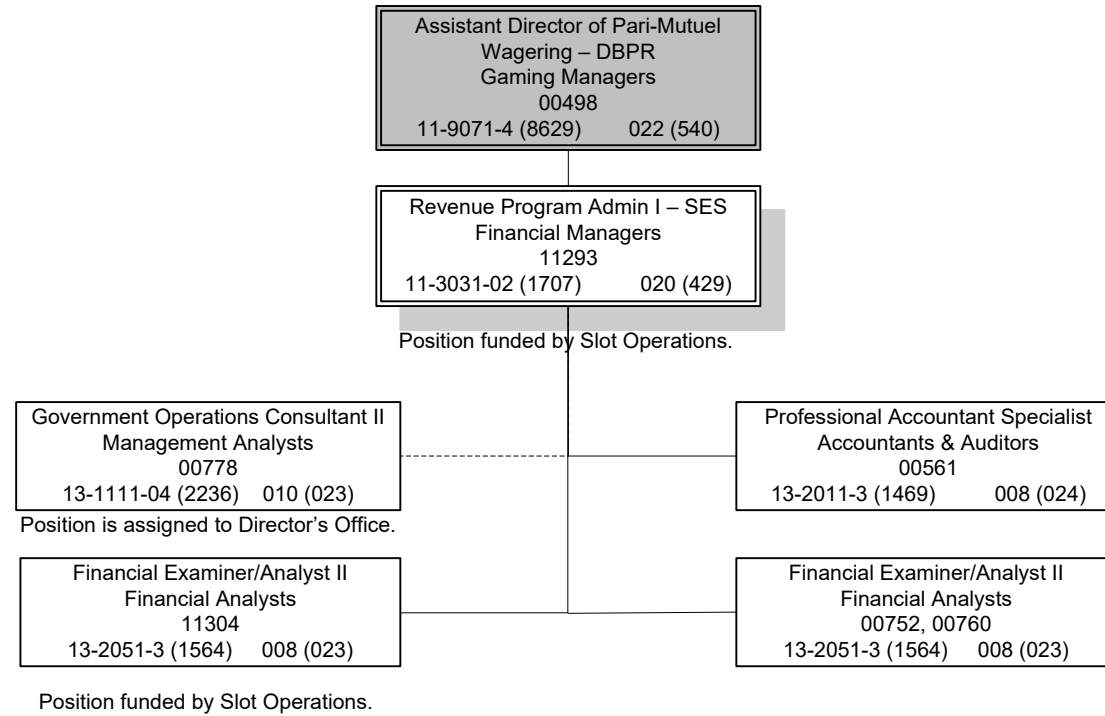 Assistant Director of Pari-Mutuel
Wagering – DBPR
Gaming Managers
00498
11-9071-4 (8629) 022 (540)
Revenue Program Admin I – SES
Financial Managers
11293
11-3031-02 (1707) 020 (429)
Position funded by Slot Operations.
Government Operations Consultant II
Management Analysts
00778
13-1111-04 (2236) 010 (023)
Position is assigned to Director’s Office.
Professional Accountant Specialist
Accountants & Auditors
00561
13-2011-3 (1469) 008 (024)
Financial Examiner/Analyst II
Financial Analysts
11304
13-2051-3 (1564) 008 (023)
Position funded by Slot Operations.
Financial Examiner/Analyst II
Financial Analysts
00752, 00760
13-2051-3 (1564) 008 (023)